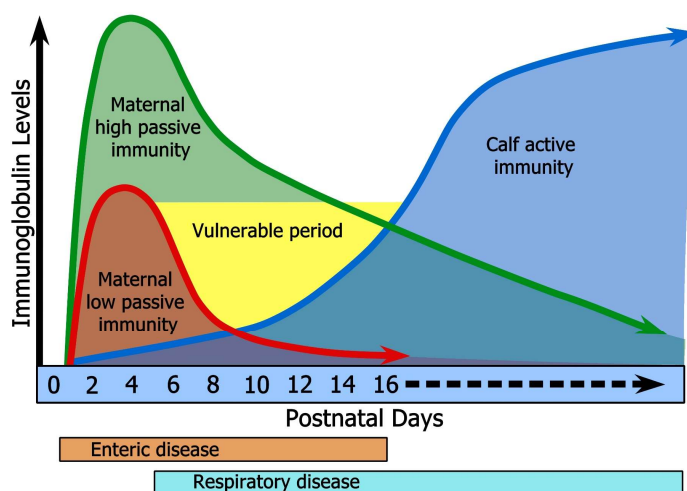 Immunoglobulin Levels
Maternal
high passive
immunity
Calf active
immunity
Vulnerable period
Maternal
low passive
immunity
0 2 4 6 8 10 12 14 16
Postnatal Days
Enteric disease
Respiratory disease